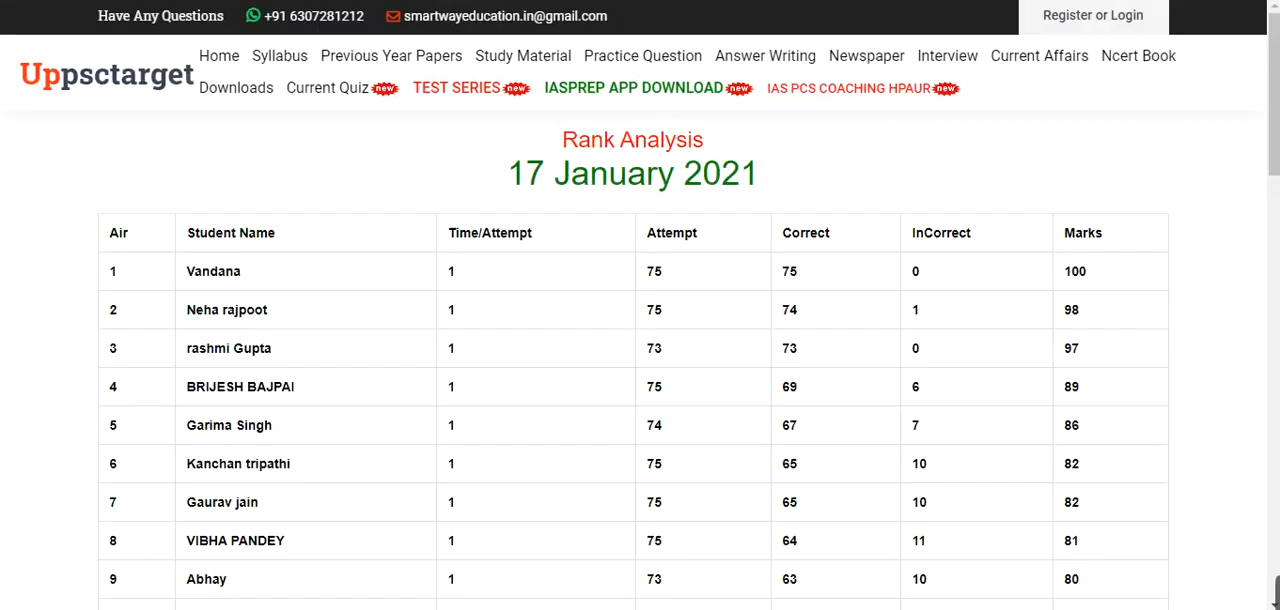 Have Any Questions +91 6307281212 smartwayeducation.in@gmail.com Register or Login
Uppsctarget
Home Syllabus Previous Year Papers Study Material Practice Question Answer Writing Newspaper Interview Current Affairs Ncert Book
Downloads Current Quiz new TEST SERIES new IASPREP APP DOWNLOAD new IAS PCS COACHING HPAUR new
Rank Analysis
17 January 2021
Air Student Name Time/Attempt Attempt Correct InCorrect Marks
1 Vandana 1 75 75 0 100
2 Neha rajpoot 1 75 74 1 98
3 rashmi Gupta 1 73 73 0 97
4 BRIJESH BAJPAI 1 75 69 6 89
5 Garima Singh 1 74 67 7 86
6 Kanchan tripathi 1 75 65 10 82
7 Gaurav jain 1 75 65 10 82
8 VIBHA PANDEY 1 75 64 11 81
9 Abhay 1 73 63 10 80